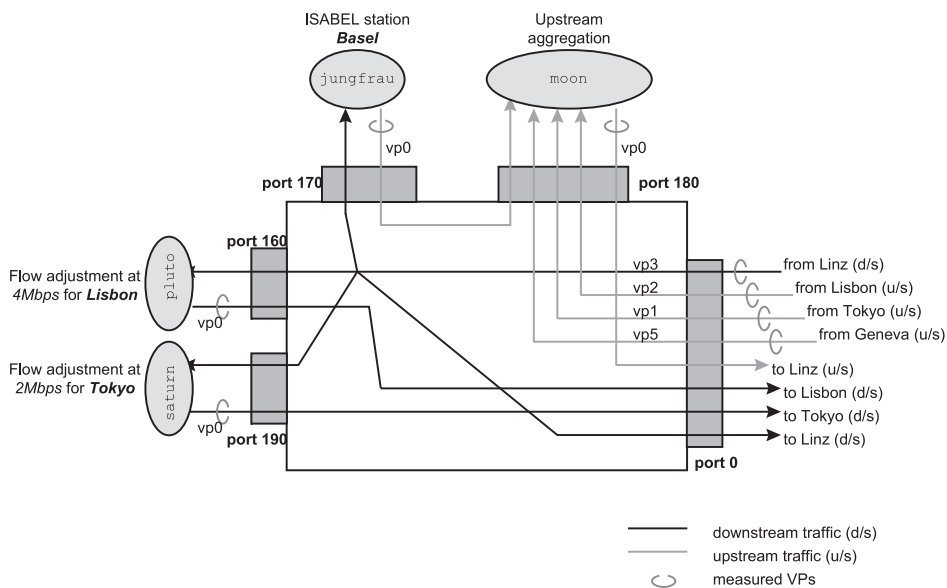 ISABEL station
Basel
Upstream
aggregation
jungfrau
moon
vp0
vp0
port 170
port 180
port 160
pluto
Flow adjustment at
4Mbps for Lisbon
vp0
vp3
from Linz (d/s)
vp2
from Lisbon (u/s)
vp1
from Tokyo (u/s)
vp5
from Geneva (u/s)
Flow adjustment at
2Mbps for Tokyo
saturn
vp0
port 190
to Linz (u/s)
to Lisbon (d/s)
to Tokyo (d/s)
to Linz (d/s)
port 0
downstream traffic (d/s)
upstream traffic (u/s)
measured VPs